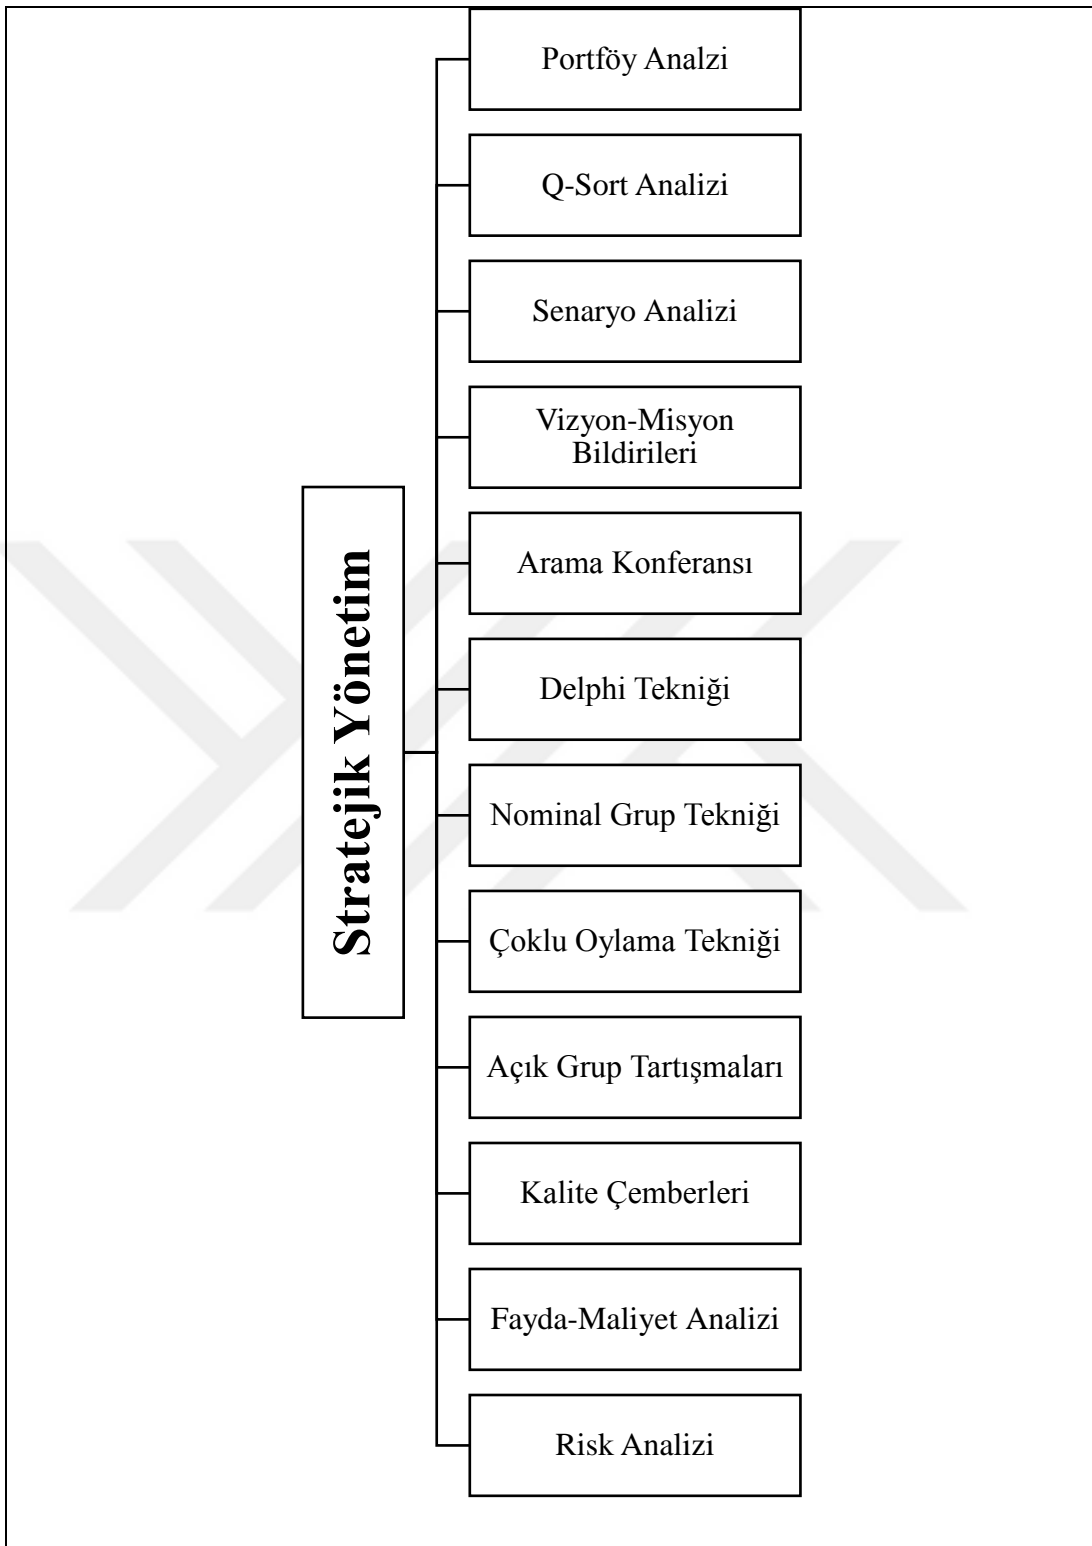 Stratejik Yönetim
Portföy Analzi
Q-Sort Analizi
Senaryo Analizi
Vizyon-Misyon
Bildirileri
Arama Konferansı
Delphi Tekniği
Nominal Grup Tekniği
Çoklu Oylama Tekniği
Açık Grup Tartışmaları
Kalite Çemberleri
Fayda-Maliyet Analizi
Risk Analizi